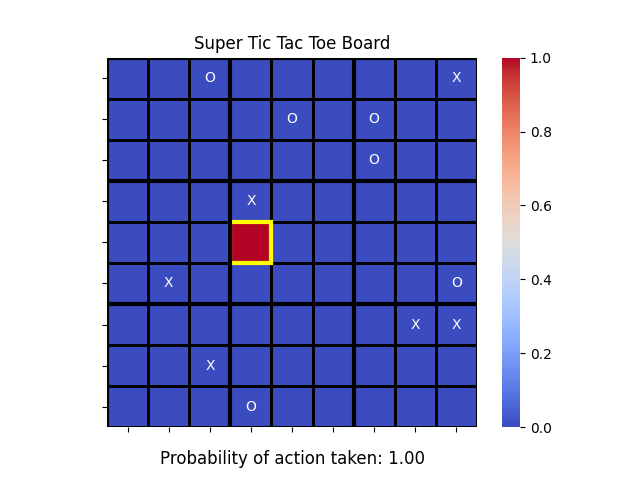 Super Tic Tac Toe Board
O X 1.0
O O 0.8
O
X 0.6
0.4
X O
X X 0.2
X
O 0.0
Probability of action taken: 1.00